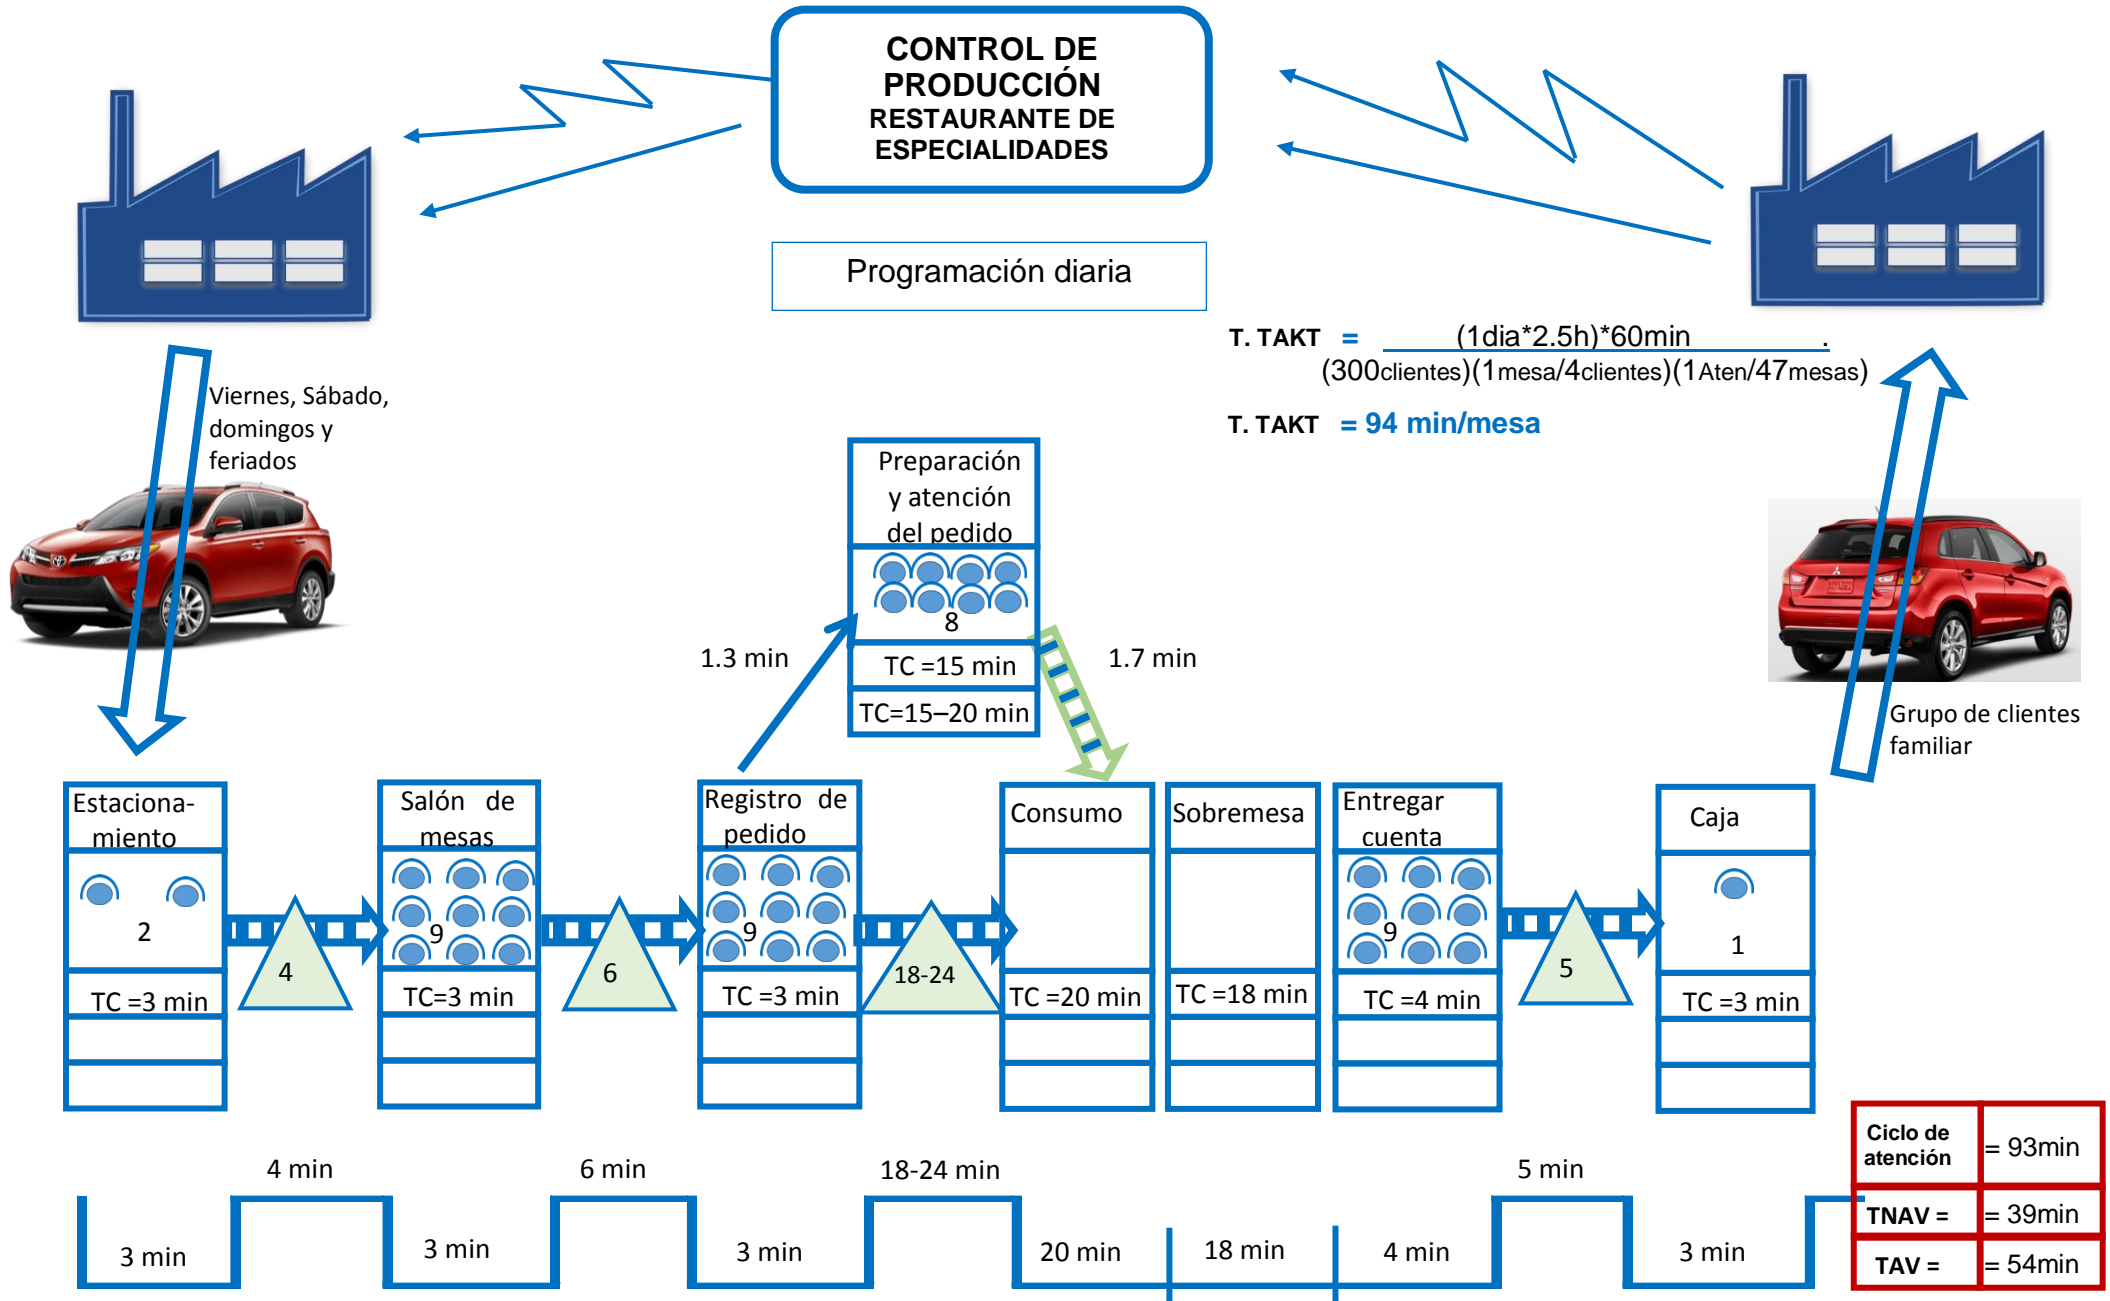 CONTROL DE
PRODUCCIÓN
RESTAURANTE DE
ESPECIALIDADES
Programación diaria
T. TAKT = (1dia*2.5h)*60min .
(300clientes)(1mesa/4clientes)(1Aten/47mesas)
T. TAKT = 94 min/mesa
Viernes, Sábado,
domingos y
feriados
Preparación
y atención
del pedido
8
TC =15 min
TC=15–20 min
1.3 min
1.7 min
Grupo de clientes
familiar
Estaciona-
miento
2
TC =3 min
4
Salón de
mesas
9
TC=3 min
6
Registro de
pedido
9
TC =3 min
18-24
Consumo
TC =20 min
Sobremesa
TC =18 min
Entregar
cuenta
9
TC =4 min
5
Caja
1
TC =3 min
4 min
6 min
18-24 min
5 min
3 min
3 min
3 min
20 min
18 min
4 min
3 min
Ciclo de
atención
= 93min
TNAV = = 39min
TAV = = 54min